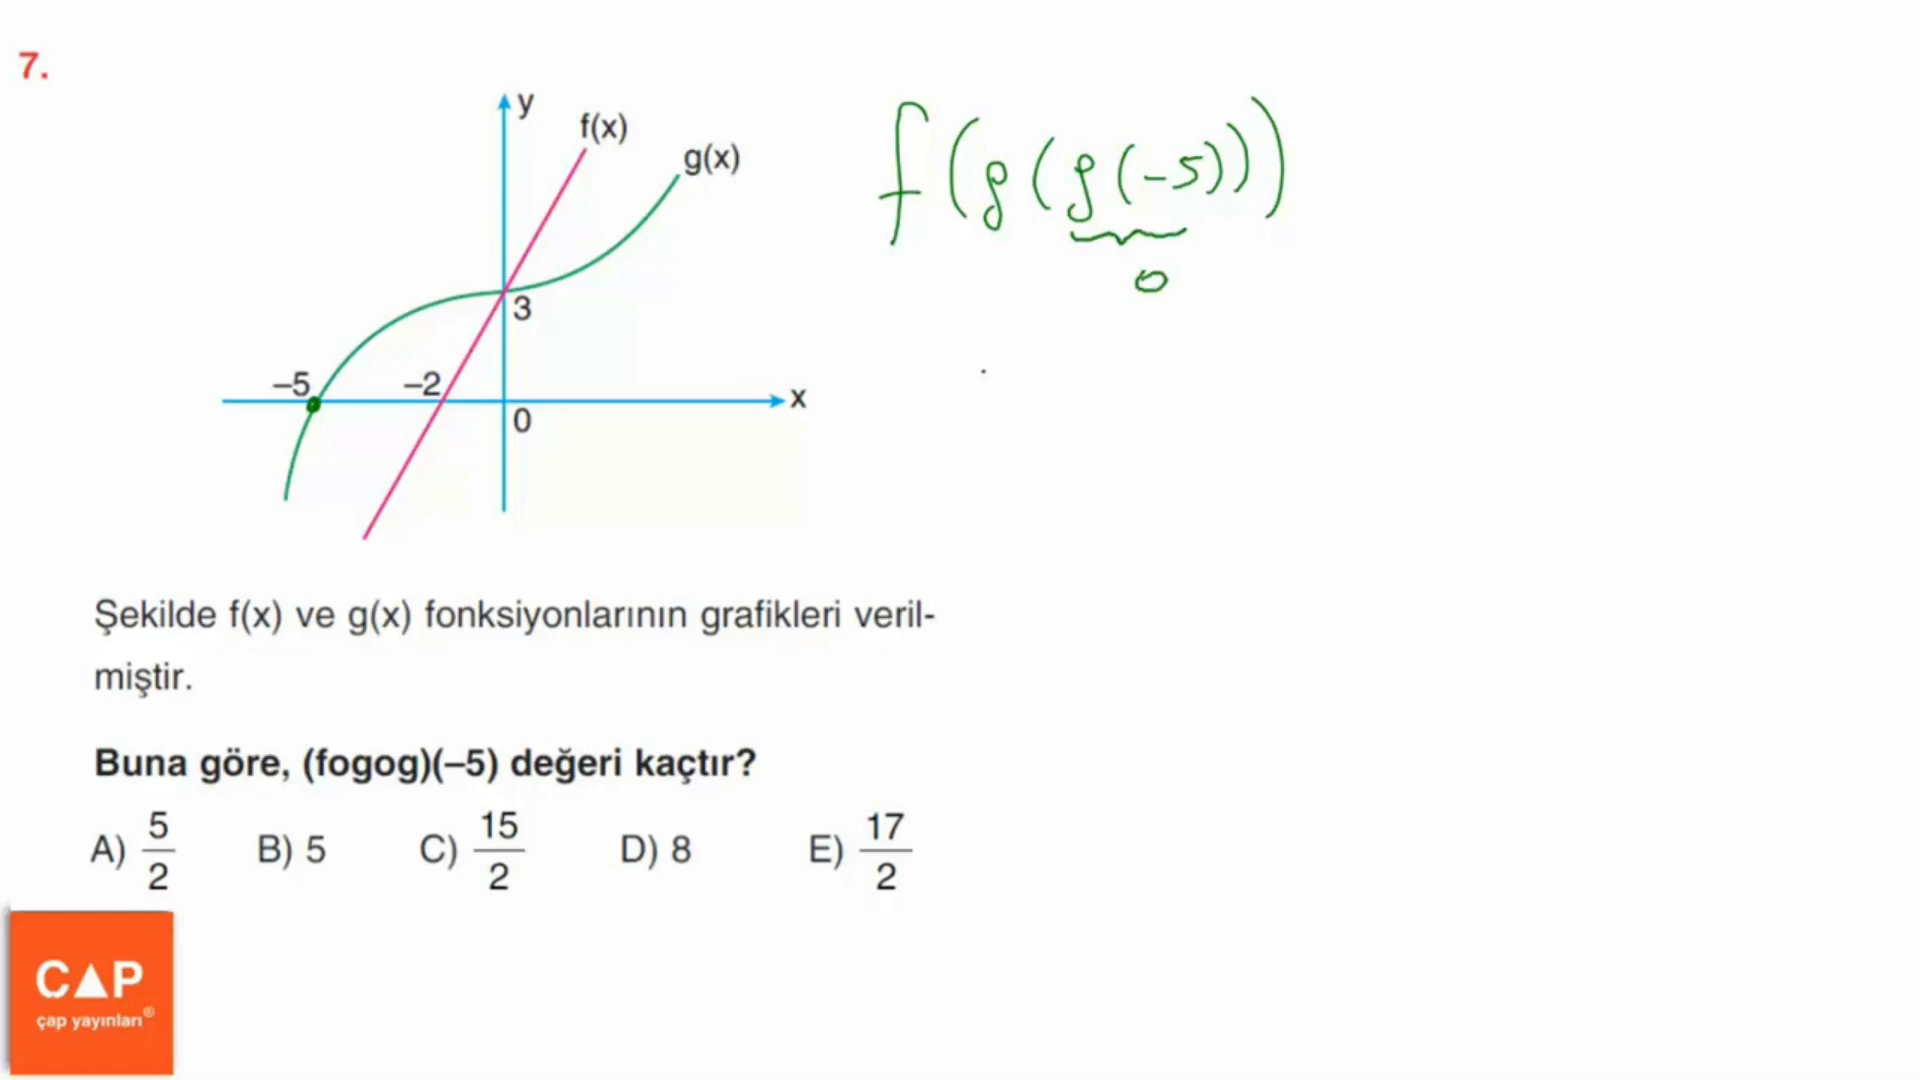 7.
y
f(x)
g(x)
3
–5
–2
x
0
f(g(g(-5)))
0
Şekilde f(x) ve g(x) fonksiyonlarının grafikleri veril-
miştir.
Buna göre, (fogog)(–5) değeri kaçtır?
A) 5/2 B) 5 C) 15/2 D) 8 E) 17/2
CAP
çap yayınları®